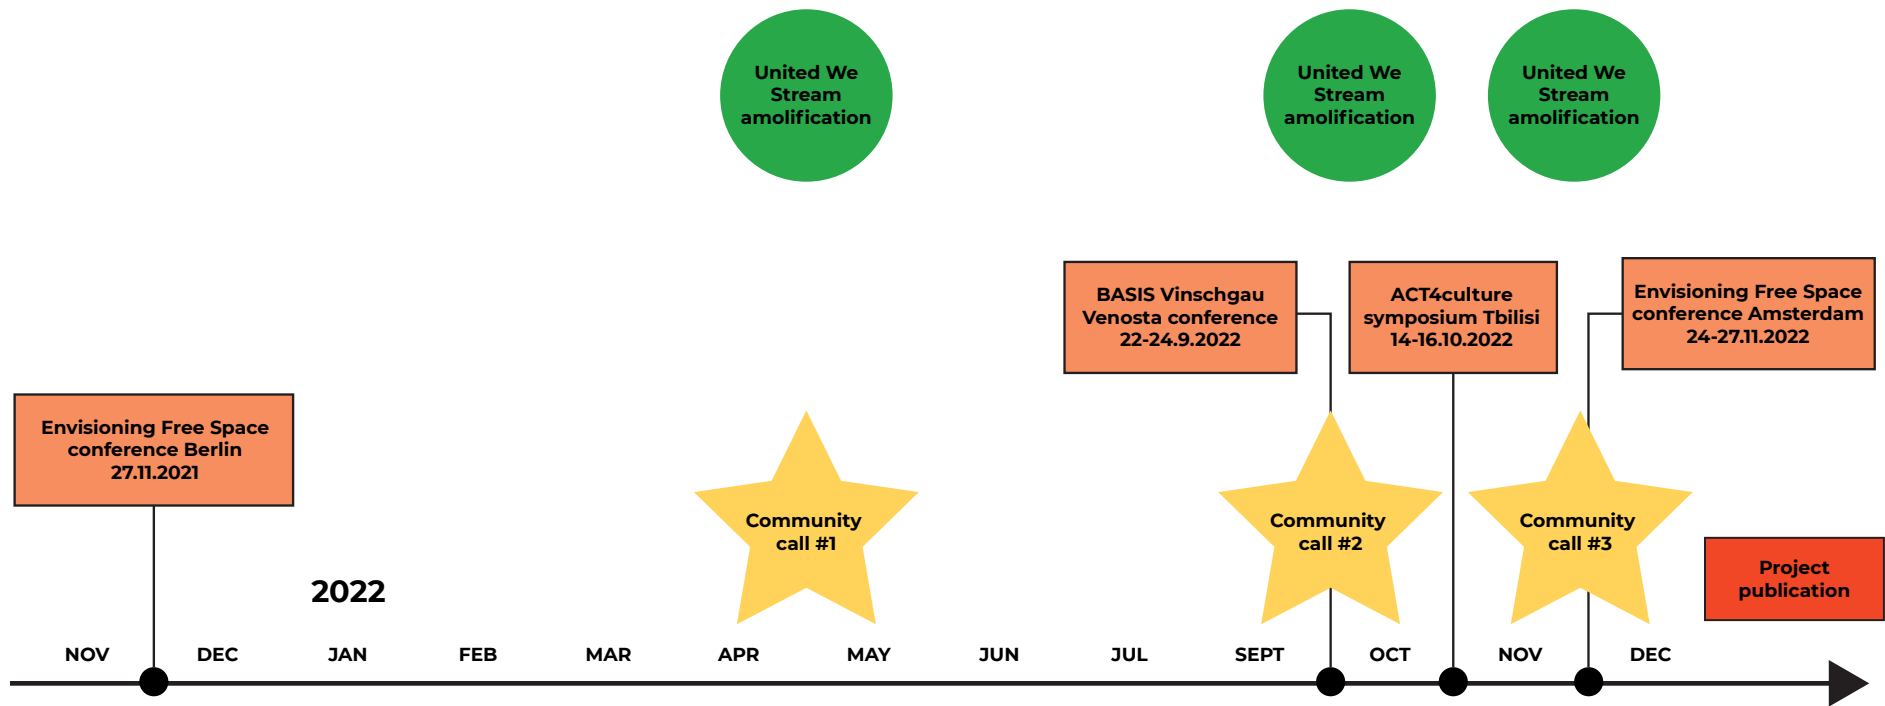 United We
Stream
amolification
United We
Stream
amolification
United We
Stream
amolification
BASIS Vinschgau
Venosta conference
22-24.9.2022
ACT4culture
symposium Tbilisi
14-16.10.2022
Envisioning Free Space
conference Amsterdam
24-27.11.2022
Envisioning Free Space
conference Berlin
27.11.2021
Community
call #1
Community
call #2
Community
call #3
Project
publication
2022
NOV DEC JAN FEB MAR APR MAY JUN JUL SEPT OCT NOV DEC